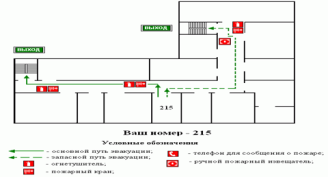 ВЫХОД
ВЫХОД
215
Ваш номер - 215
Условные обозначения
- основной путь эвакуации;
- запасной путь эвакуации;
- огнетушитель;
- пожарный кран;
- телефон для сообщения о пожаре;
- ручной пожарный извещатель;